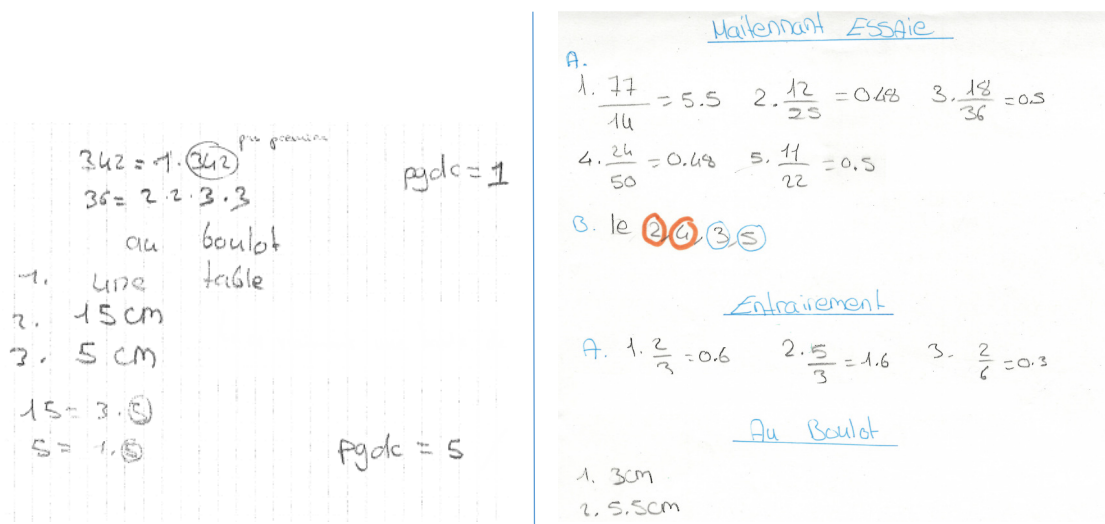 342 = 1 · 342 pas premier
36 = 2 · 2 · 3 · 3
pgdc = 1
au boulot
1. une table
2. 15 cm
3. 5 cm
15 = 3 · 5
5 = 1 · 5
pgdc = 5
Maitennant ESSAie
A.
1. 77/14 = 5.5 2. 12/25 = 0.48 3. 18/36 = 0.5
4. 24/50 = 0.48 5. 11/22 = 0.5
B. le 2, 4, 3, 5
Entrairement
A. 1. 2/3 = 0.6 2. 5/3 = 1.6 3. 2/6 = 0.3
Au Boulot
1. 3cm
2. 5.5cm